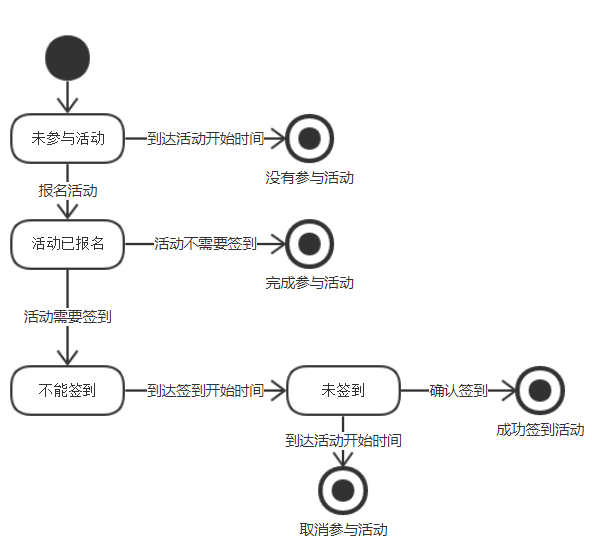 未参与活动
到达活动开始时间
没有参与活动
报名活动
活动已报名
活动不需要签到
完成参与活动
活动需要签到
不能签到
到达签到开始时间
未签到
确认签到
成功签到活动
到达活动开始时间
取消参与活动